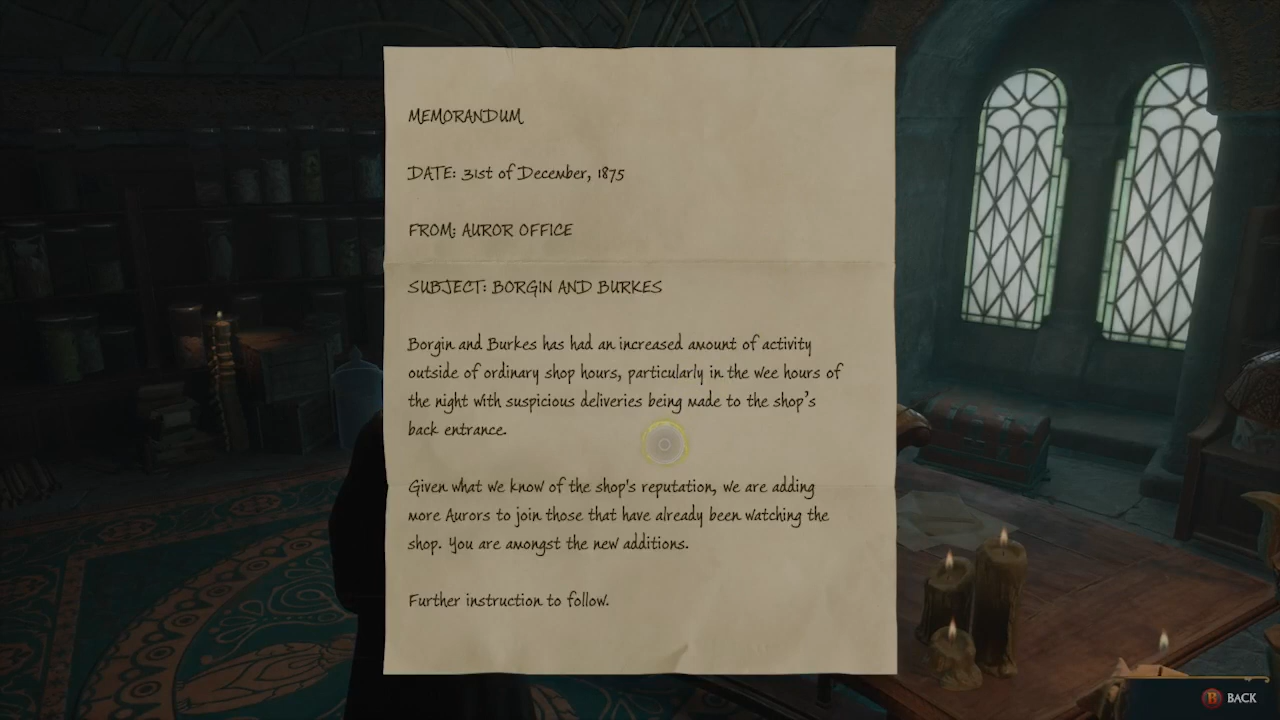 MEMORANDUM
DATE: 31st of December, 1875
FROM: AUROR OFFICE
SUBJECT: BORGIN AND BURKES
Borgin and Burkes has had an increased amount of activity
outside of ordinary shop hours, particularly in the wee hours of
the night with suspicious deliveries being made to the shop's
back entrance.
Given what we know of the shop's reputation, we are adding
more Aurors to join those that have already been watching the
shop. You are amongst the new additions.
Further instruction to follow.
B BACK